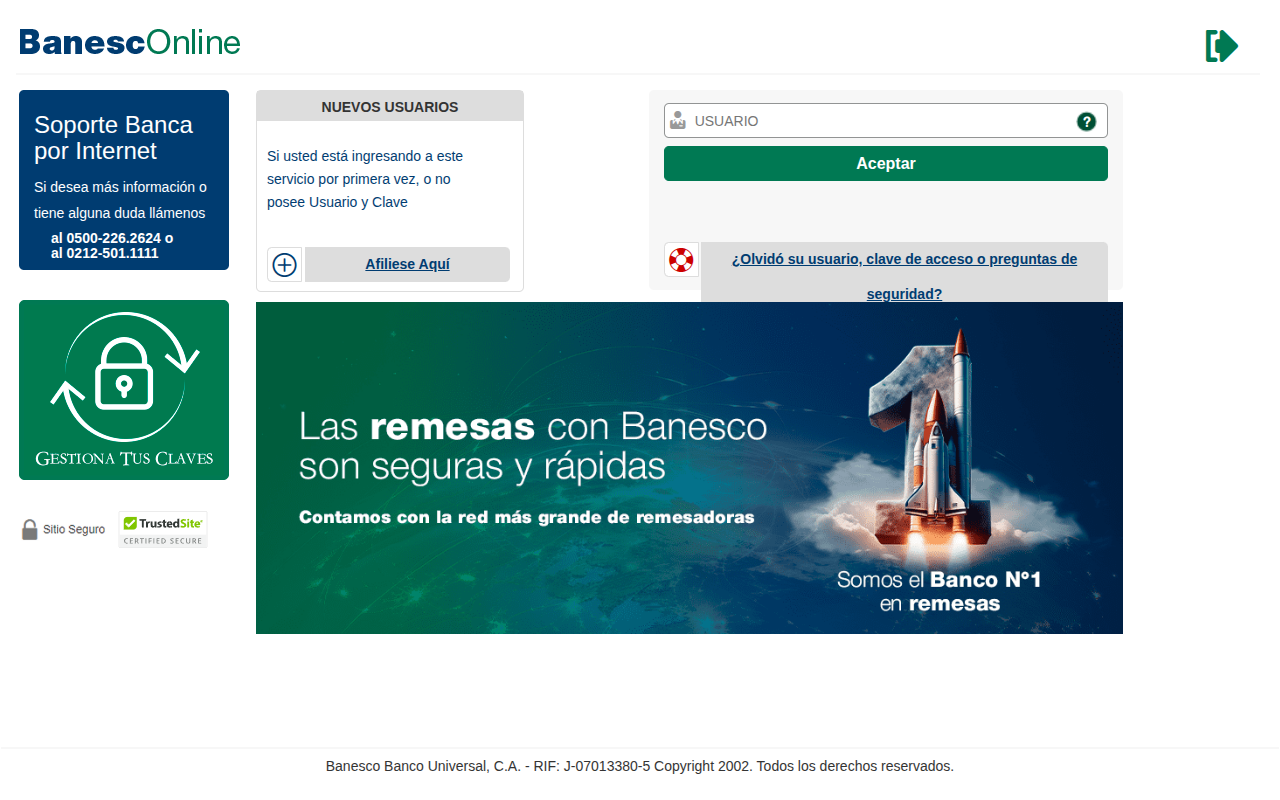 BanescOnline
Soporte Banca
por Internet
Si desea más información o
tiene alguna duda llámenos
al 0500-226.2624 o
al 0212-501.1111
GESTIONA TUS CLAVES
Sitio Seguro
TrustedSite
CERTIFIED SECURE
NUEVOS USUARIOS
Si usted está ingresando a este
servicio por primera vez, o no
posee Usuario y Clave
Afiliese Aquí
USUARIO
?
Aceptar
¿Olvidó su usuario, clave de acceso o preguntas de
seguridad?
Las remesas con Banesco
son seguras y rápidas
Contamos con la red más grande de remesadoras
1
Somos el Banco N°1
en remesas
Banesco Banco Universal, C.A. - RIF: J-07013380-5 Copyright 2002. Todos los derechos reservados.